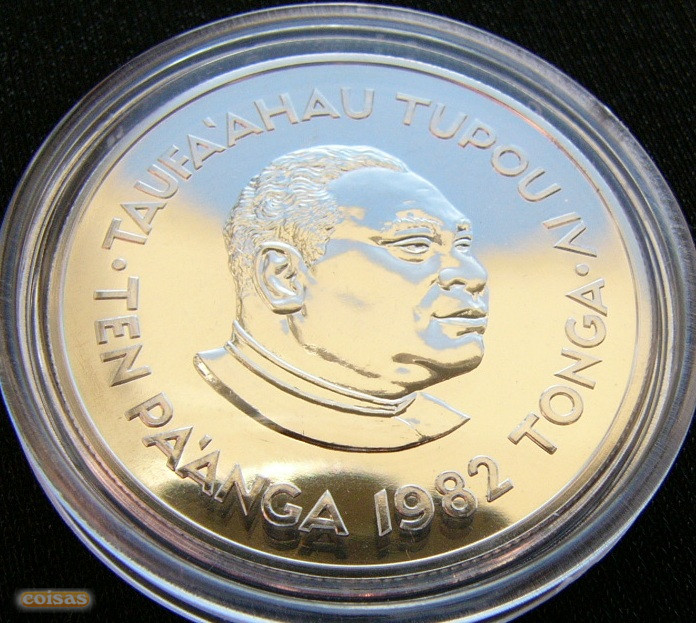 TAUFA'AHAU TUPOU IV
· TEN PA'ANGA 1982 TONGA ·
coisas